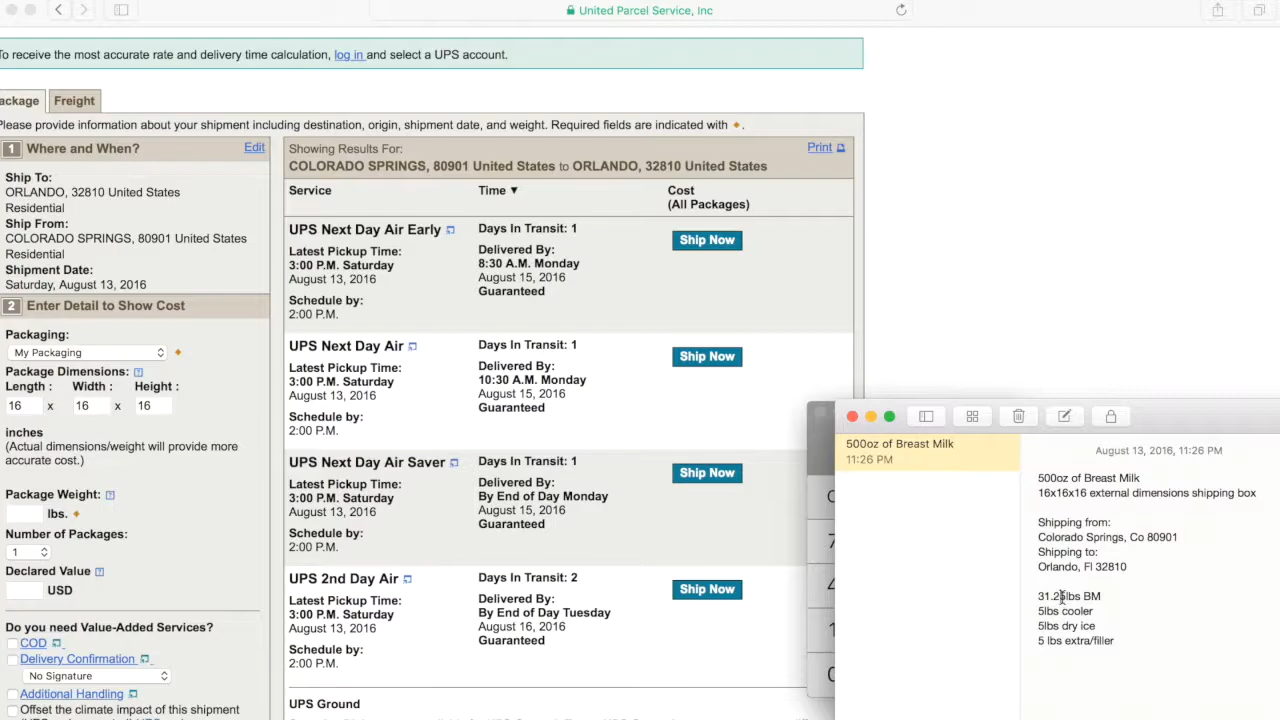 United Parcel Service, Inc
To receive the most accurate rate and delivery time calculation, log in and select a UPS account.
ackage
Freight
Please provide information about your shipment including destination, origin, shipment date, and weight. Required fields are indicated with
1 Where and When?
Edit
Ship To:
ORLANDO, 32810 United States
Residential
Ship From:
COLORADO SPRINGS, 80901 United States
Residential
Shipment Date:
Saturday, August 13, 2016
2 Enter Detail to Show Cost
Packaging:
My Packaging
Package Dimensions:
Length : Width : Height :
16 x 16 x 16
inches
(Actual dimensions/weight will provide more
accurate cost.)
Package Weight:
lbs.
Number of Packages:
1
Declared Value
USD
Do you need Value-Added Services?
COD
Delivery Confirmation
No Signature
Additional Handling
Offset the climate impact of this shipment
Showing Results For:
Print
COLORADO SPRINGS, 80901 United States to ORLANDO, 32810 United States
Service Time ▼ Cost
(All Packages)
UPS Next Day Air Early
Latest Pickup Time:
3:00 P.M. Saturday
August 13, 2016
Schedule by:
2:00 P.M.
Days In Transit: 1
Delivered By:
8:30 A.M. Monday
August 15, 2016
Guaranteed
Ship Now
UPS Next Day Air
Latest Pickup Time:
3:00 P.M. Saturday
August 13, 2016
Schedule by:
2:00 P.M.
Days In Transit: 1
Delivered By:
10:30 A.M. Monday
August 15, 2016
Guaranteed
Ship Now
UPS Next Day Air Saver
Latest Pickup Time:
3:00 P.M. Saturday
August 13, 2016
Schedule by:
2:00 P.M.
Days In Transit: 1
Delivered By:
By End of Day Monday
August 15, 2016
Guaranteed
Ship Now
UPS 2nd Day Air
Latest Pickup Time:
3:00 P.M. Saturday
August 13, 2016
Schedule by:
2:00 P.M.
Days In Transit: 2
Delivered By:
By End of Day Tuesday
August 16, 2016
Guaranteed
Ship Now
UPS Ground
7
4
1
500oz of Breast Milk
11:26 PM
August 13, 2016, 11:26 PM
500oz of Breast Milk
16x16x16 external dimensions shipping box
Shipping from:
Colorado Springs, Co 80901
Shipping to:
Orlando, Fl 32810
BM
5lbs cooler
5lbs dry ice
5 lbs extra/filler